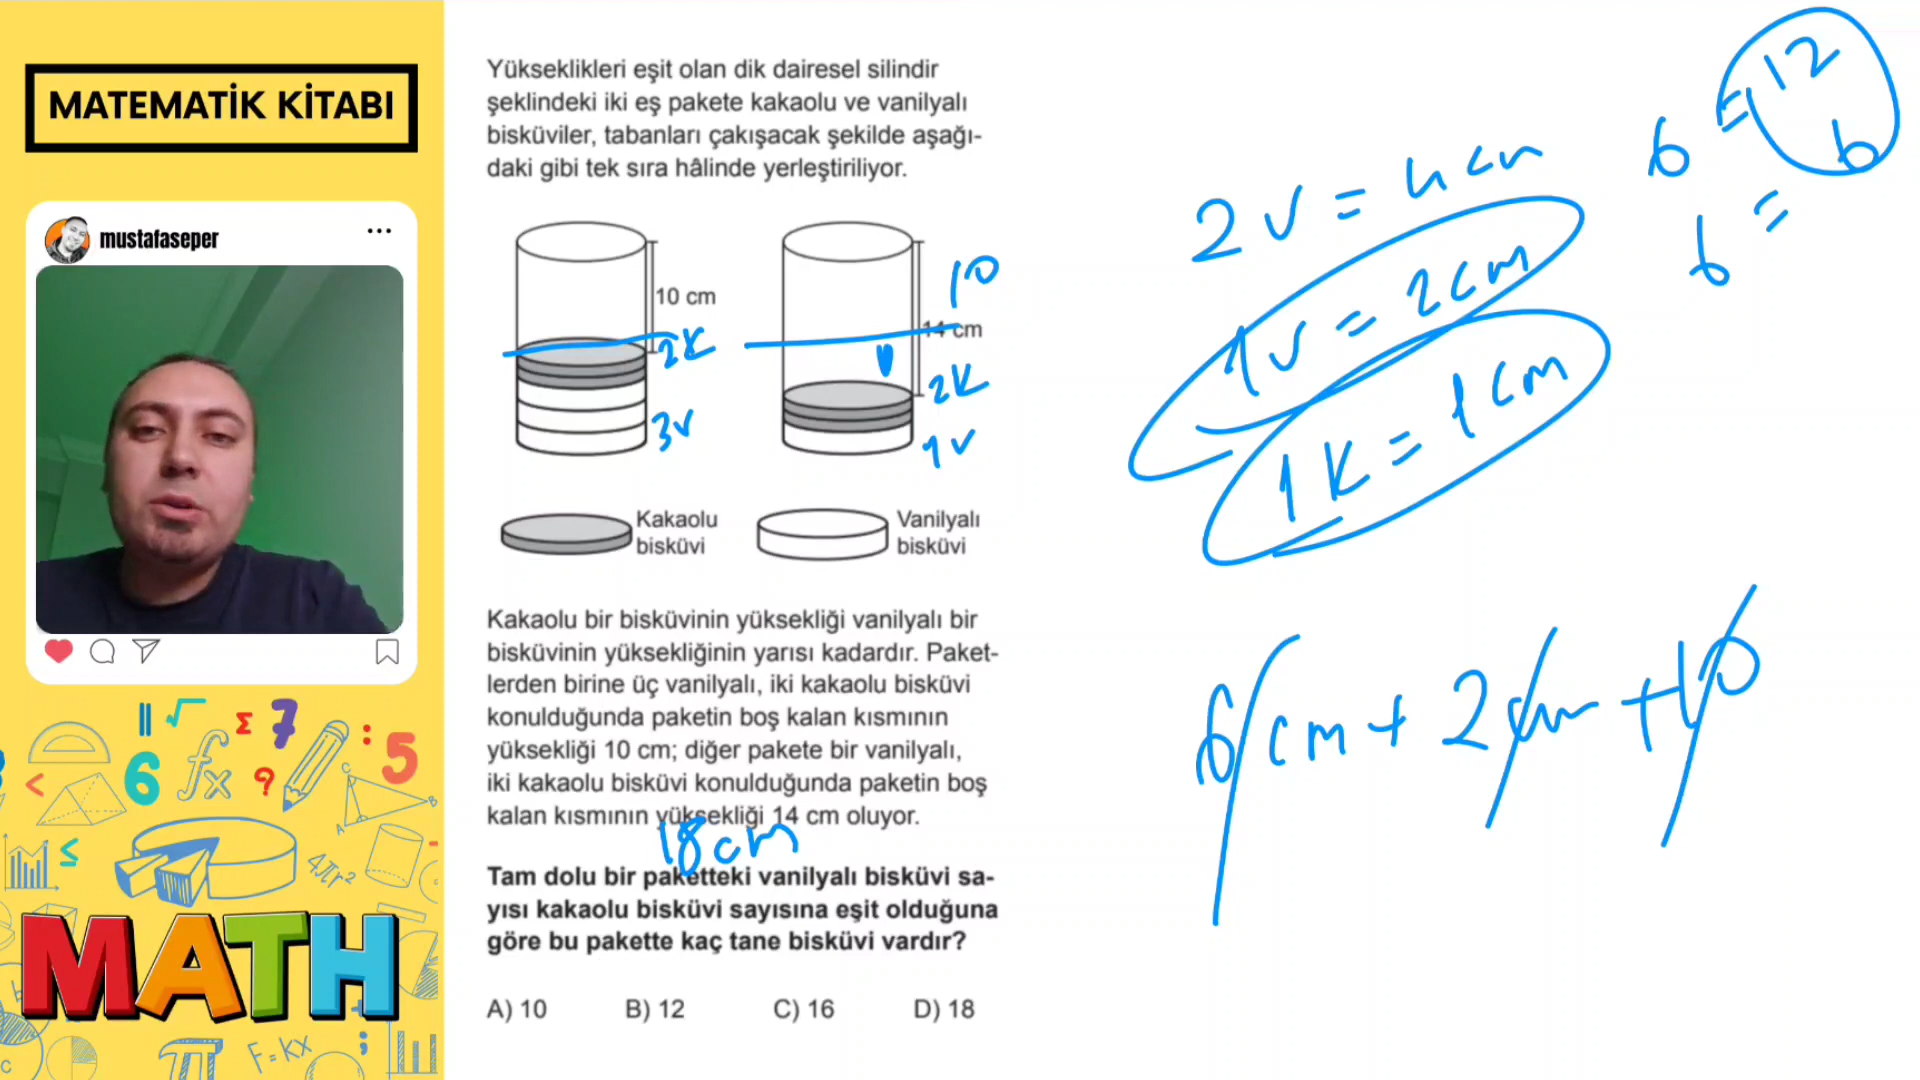 MATEMATİK KİTABI
mustafaseper
MATH
F=KX
4πr²
Yükseklikleri eşit olan dik dairesel silindir
şeklindeki iki eş pakete kakaolu ve vanilyalı
bisküviler, tabanları çakışacak şekilde aşağı-
daki gibi tek sıra hâlinde yerleştiriliyor.
10 cm
2K
3V
10
14 cm
2K
1V
Kakaolu
bisküvi
Vanilyalı
bisküvi
Kakaolu bir bisküvinin yüksekliği vanilyalı bir
bisküvinin yüksekliğinin yarısı kadardır. Paket-
lerden birine üç vanilyalı, iki kakaolu bisküvi
konulduğunda paketin boş kalan kısmının
yüksekliği 10 cm; diğer pakete bir vanilyalı,
iki kakaolu bisküvi konulduğunda paketin boş
kalan kısmının yüksekliği 14 cm oluyor.
18cm
Tam dolu bir paketteki vanilyalı bisküvi sa-
yısı kakaolu bisküvi sayısına eşit olduğuna
göre bu pakette kaç tane bisküvi vardır?
A) 10 B) 12 C) 16 D) 18
2V = 4cm
1V = 2cm
1K = 1cm
6 = 12
6 = 6
6cm + 2cm + 10